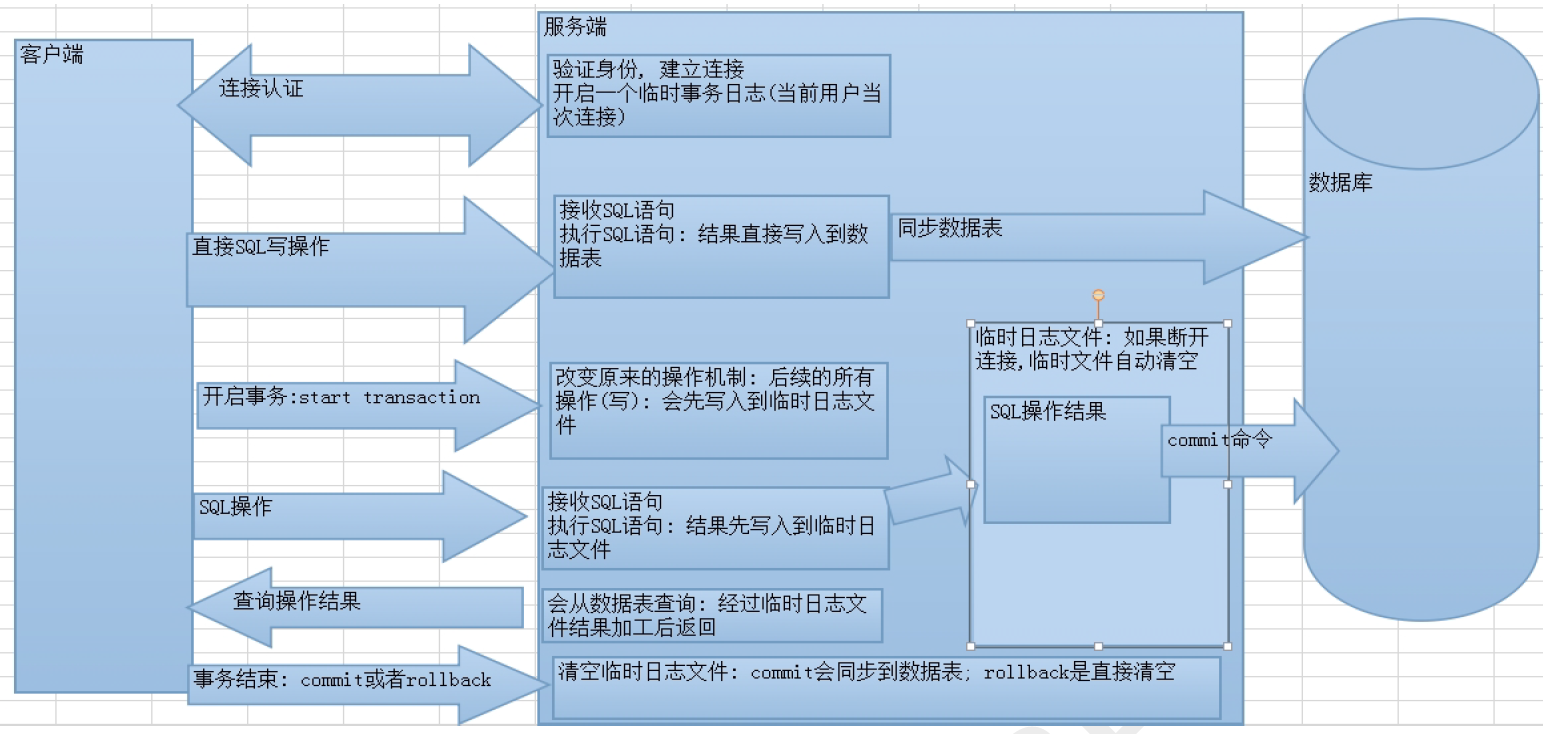 客户端
服务端
连接认证
验证身份, 建立连接
开启一个临时事务日志(当前用户当
次连接)
数据库
直接SQL写操作
接收SQL语句
执行SQL语句: 结果直接写入到数
据表
同步数据表
开启事务:start transaction
改变原来的操作机制: 后续的所有
操作(写): 会先写入到临时日志文
件
临时日志文件: 如果断开
连接,临时文件自动清空
SQL操作结果
commit命令
SQL操作
接收SQL语句
执行SQL语句: 结果先写入到临时日
志文件
查询操作结果
会从数据表查询: 经过临时日志文
件结果加工后返回
事务结束: commit或者rollback
清空临时日志文件: commit会同步到数据表; rollback是直接清空